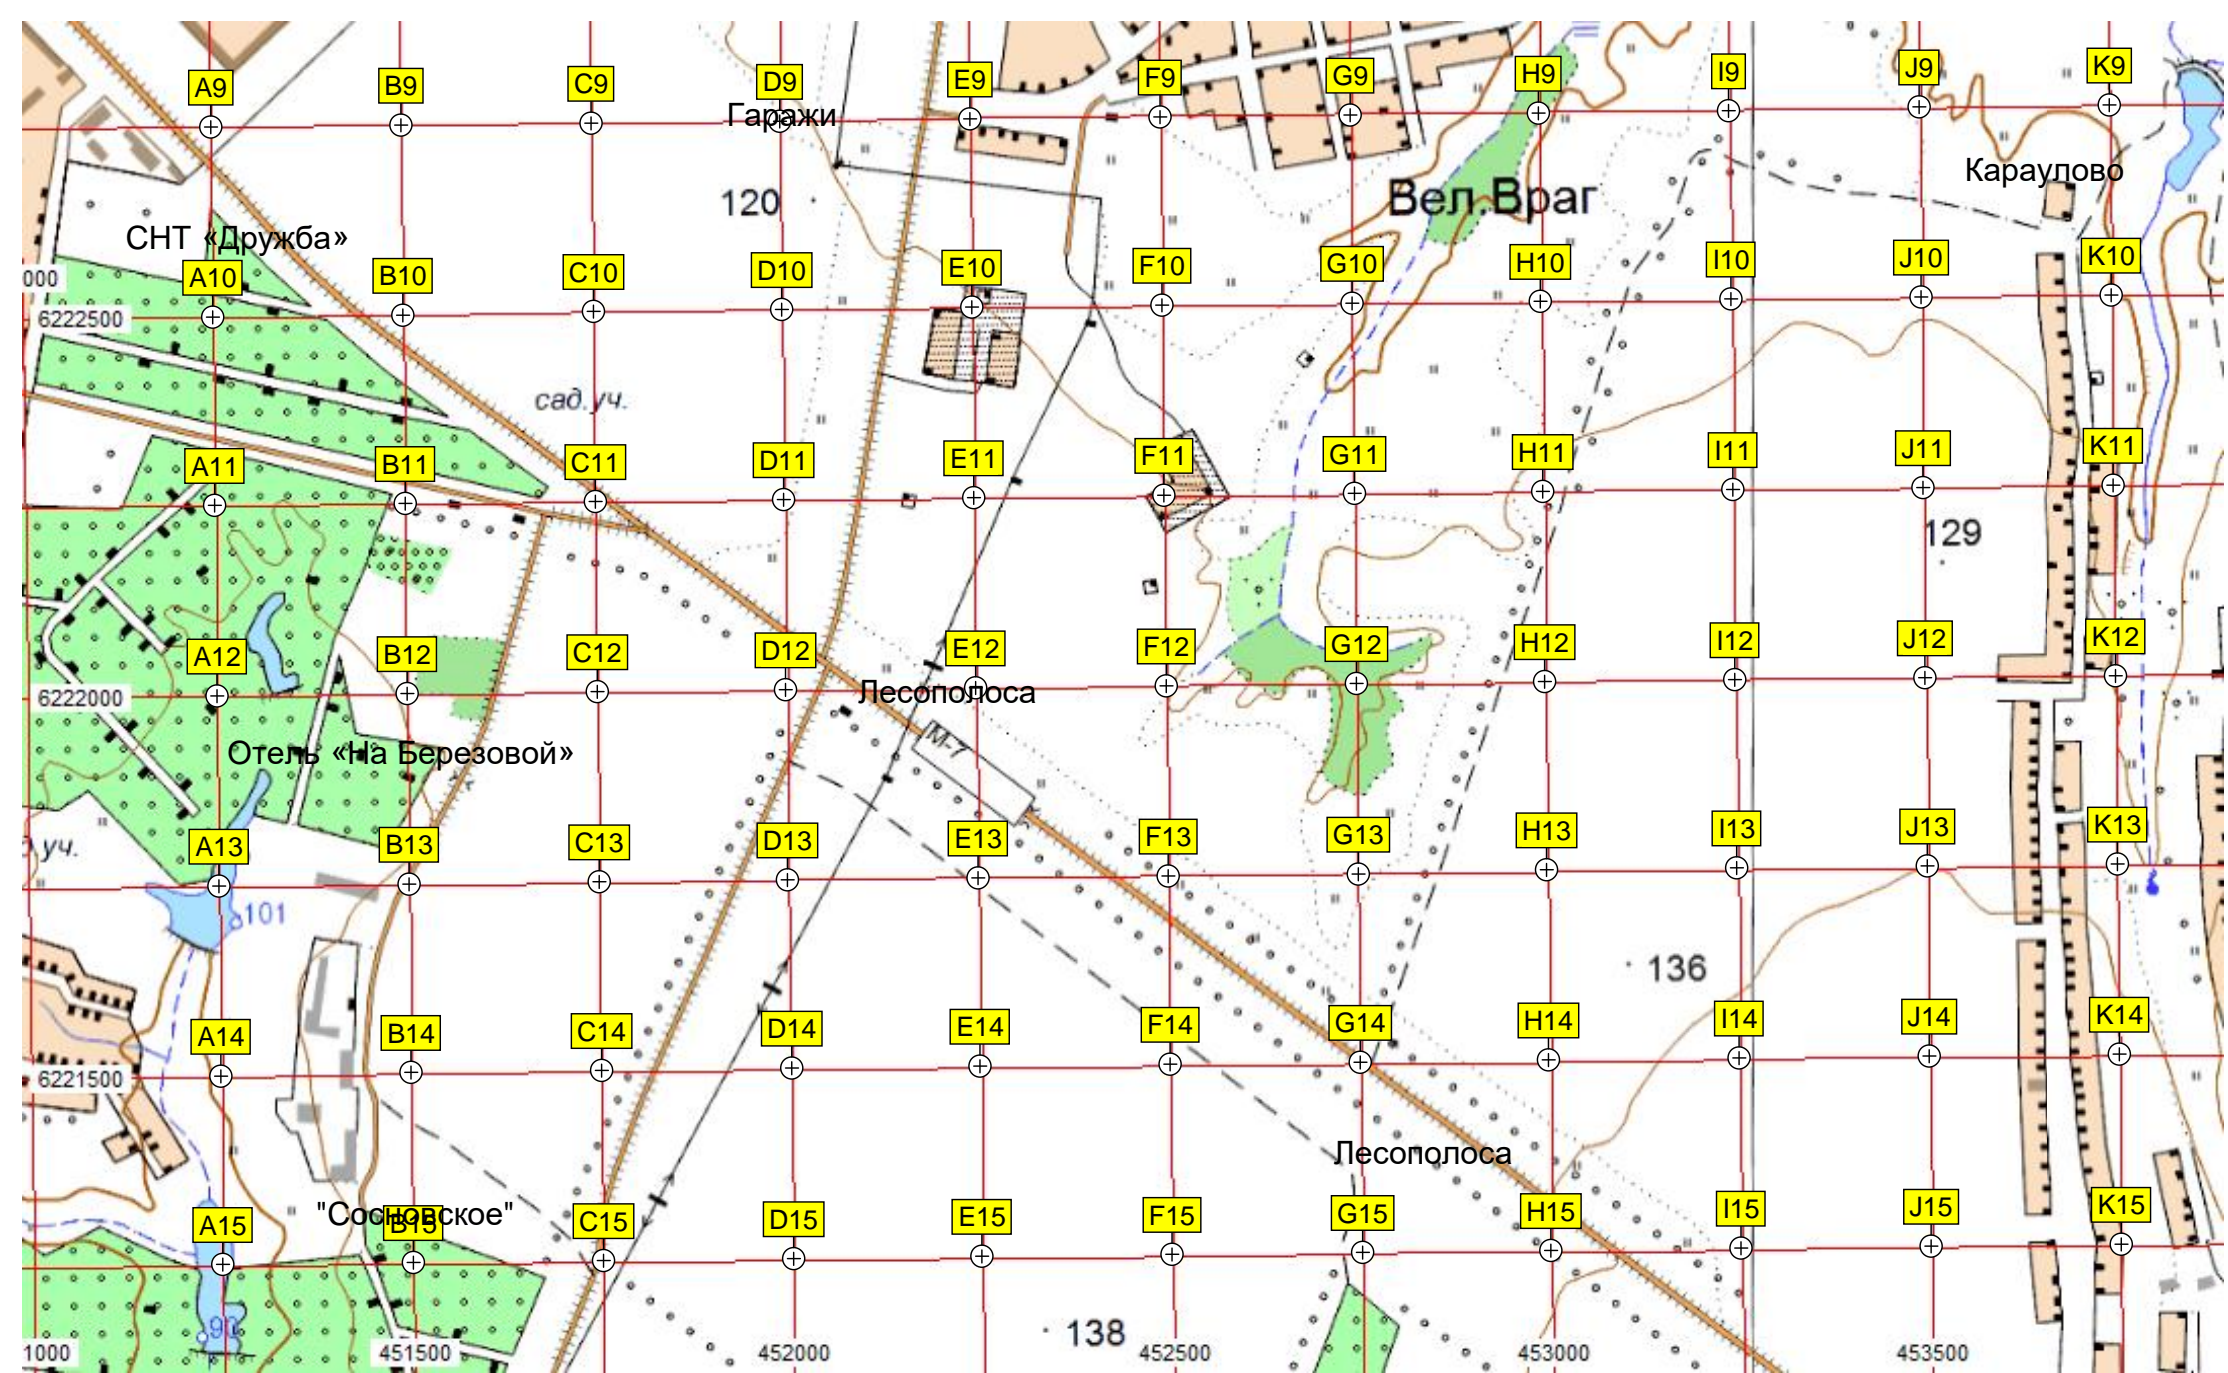 A9 B9 C9 D9 E9 F9 G9 H9 I9 J9 K9
Гаражи
Караулово
120
Вел.Враг
СНТ «Дружба»
A10 B10 C10 D10 E10 F10 G10 H10 I10 J10 K10
000
6222500
сад.уч.
A11 B11 C11 D11 E11 F11 G11 H11 I11 J11 K11
129
A12 B12 C12 D12 E12 F12 G12 H12 I12 J12 K12
6222000
Лесополоса
М-7
Отель «На Березовой»
A13 B13 C13 D13 E13 F13 G13 H13 I13 J13 K13
уч.
101
136
A14 B14 C14 D14 E14 F14 G14 H14 I14 J14 K14
6221500
Лесополоса
"Сосновское"
A15 B15 C15 D15 E15 F15 G15 H15 I15 J15 K15
90
138
1000 451500 452000 452500 453000 453500